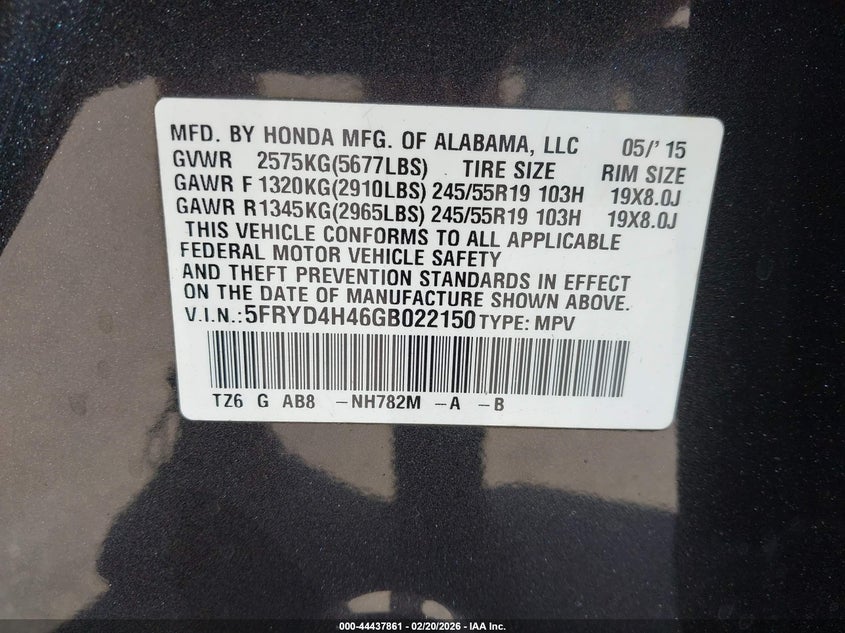 MFD. BY HONDA MFG. OF ALABAMA, LLC 05/' 15
GVWR 2575KG(5677LBS) TIRE SIZE RIM SIZE
GAWR F 1320KG(2910LBS) 245/55R19 103H 19X8.0J
GAWR R 1345KG(2965LBS) 245/55R19 103H 19X8.0J
THIS VEHICLE CONFORMS TO ALL APPLICABLE
FEDERAL MOTOR VEHICLE SAFETY
AND THEFT PREVENTION STANDARDS IN EFFECT
ON THE DATE OF MANUFACTURE SHOWN ABOVE.
V.I.N.: 5FRYD4H46GB022150 TYPE: MPV
TZ6 G AB8 -NH782M -A -B
000-44437861 - 02/20/2026 - IAA Inc.